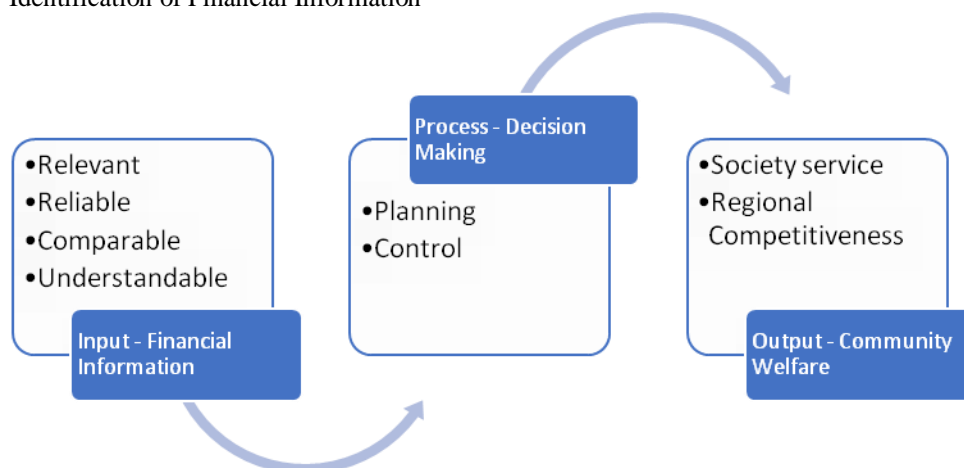 Identification of Financial Information
•Relevant
•Reliable
•Comparable
•Understandable
Input - Financial
Information
Process - Decision
Making
•Planning
•Control
•Society service
•Regional
Competitiveness
Output - Community
Welfare